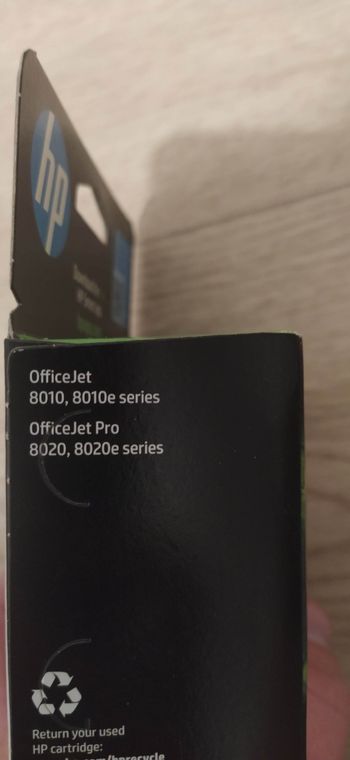 hp
OfficeJet
8010, 8010e series
OfficeJet Pro
8020, 8020e series
Return your used
HP cartridge: